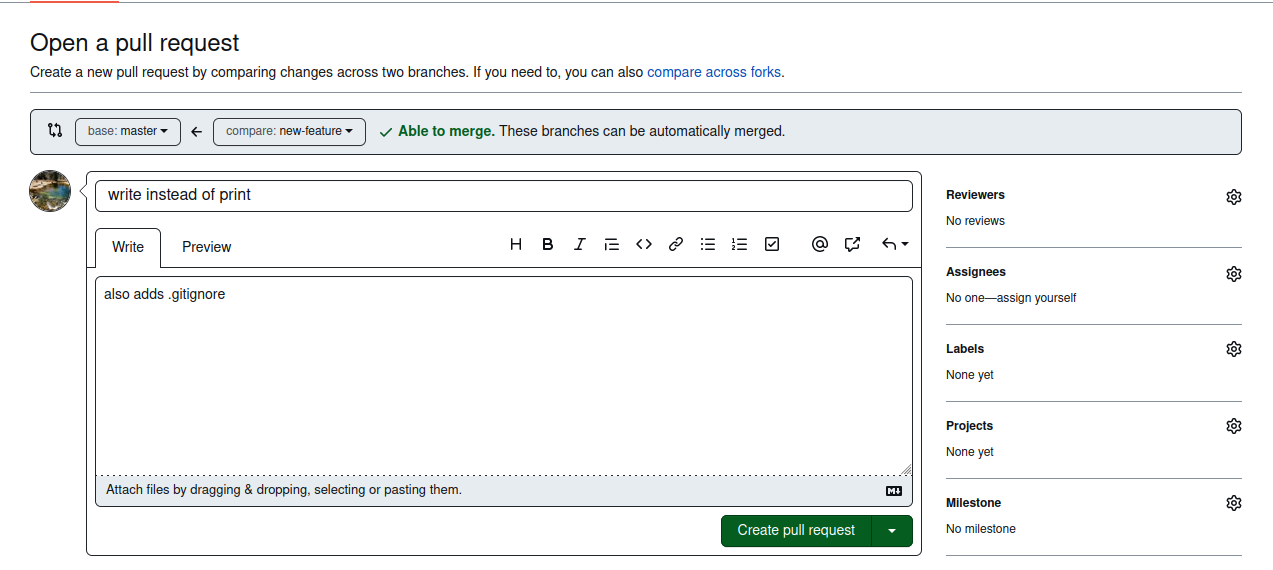 Open a pull request
Create a new pull request by comparing changes across two branches. If you need to, you can also compare across forks.
base: master
compare: new-feature
Able to merge. These branches can be automatically merged.
write instead of print
Write
Preview
also adds .gitignore
Attach files by dragging & dropping, selecting or pasting them.
Create pull request
Reviewers
No reviews
Assignees
No one—assign yourself
Labels
None yet
Projects
None yet
Milestone
No milestone